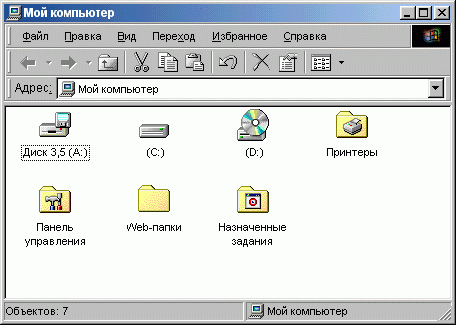 Мой компьютер
Файл Правка Вид Переход Избранное Справка
Адрес: Мой компьютер
Диск 3,5 (A:) (C:) (D:) Принтеры
Панель Web-папки Назначенные
управления задания
Объектов: 7 Мой компьютер